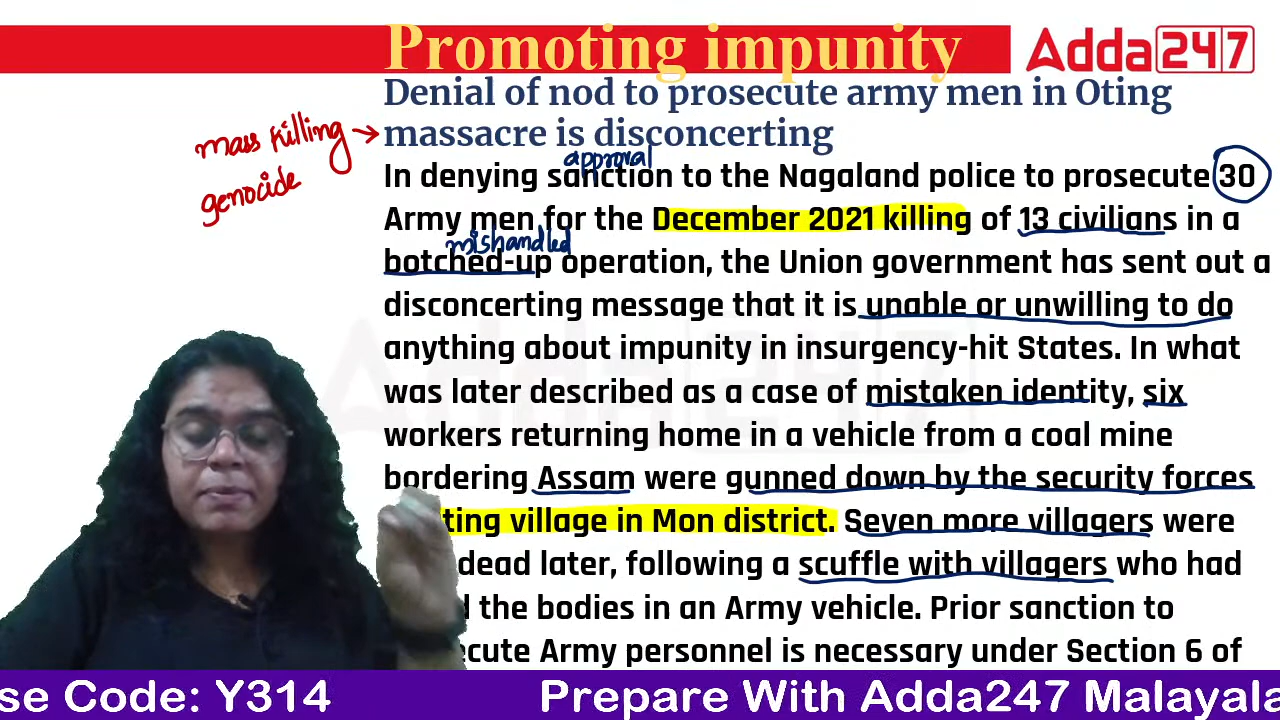 Promoting impunity
Adda247
Denial of nod to prosecute army men in Oting
mass killing → massacre is disconcerting
genocide
approval
In denying sanction to the Nagaland police to prosecute 30
Army men for the December 2021 killing of 13 civilians in a
mishandled
botched-up operation, the Union government has sent out a
disconcerting message that it is unable or unwilling to do
anything about impunity in insurgency-hit States. In what
was later described as a case of mistaken identity, six
workers returning home in a vehicle from a coal mine
bordering Assam were gunned down by the security forces
ting village in Mon district. Seven more villagers were
dead later, following a scuffle with villagers who had
the bodies in an Army vehicle. Prior sanction to
ecute Army personnel is necessary under Section 6 of
se Code: Y314 Prepare With Adda247 Malayala